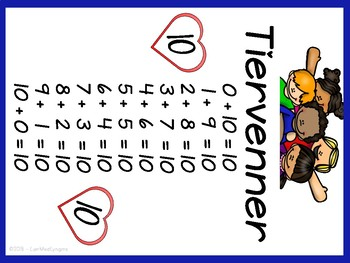 Tiervenner
0 + 10 = 10
1 + 9 = 10
2 + 8 = 10
3 + 7 = 10
4 + 6 = 10
5 + 5 = 10
6 + 4 = 10
7 + 3 = 10
8 + 2 = 10
9 + 1 = 10
10 + 0 = 10
10
10